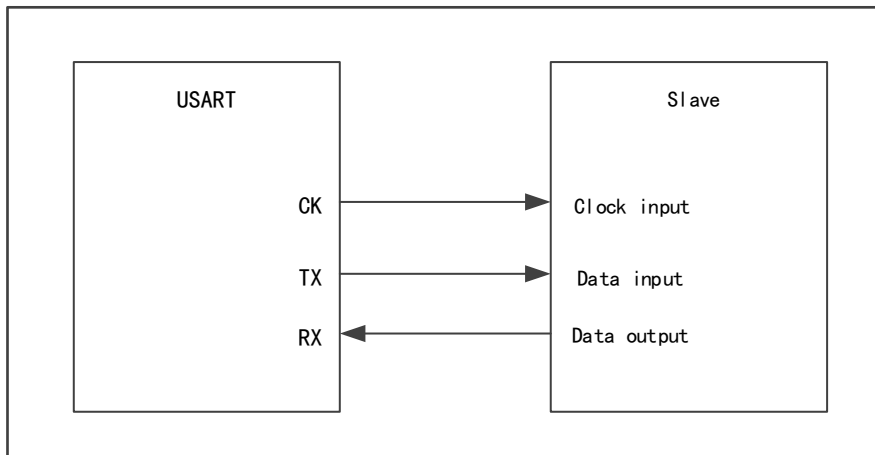 USART
Slave
CK
Clock input
TX
Data input
RX
Data output